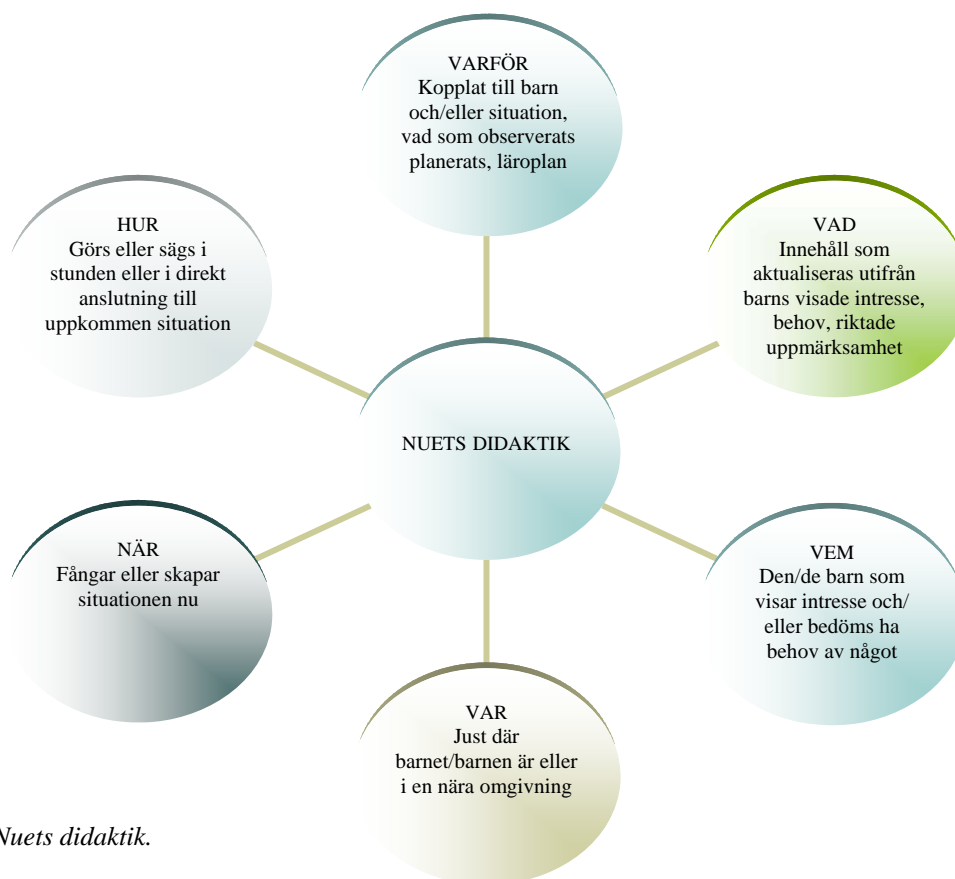 VARFÖR
Kopplat till barn
och/eller situation,
vad som observerats
planerats, läroplan
HUR
Görs eller sägs i
stunden eller i direkt
anslutning till
uppkommen situation
VAD
Innehåll som
aktualiseras utifrån
barns visade intresse,
behov, riktade
uppmärksamhet
NUETS DIDAKTIK
NÄR
Fångar eller skapar
situationen nu
VEM
Den/de barn som
visar intresse och/
eller bedöms ha
behov av något
VAR
Just där
barnet/barnen är eller
i en nära omgivning
Nuets didaktik.